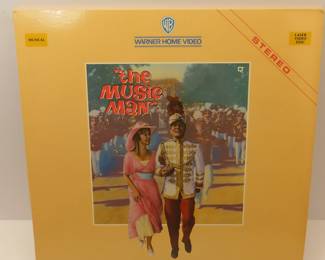 MUSICAL
WB
WARNER HOME VIDEO
LASER
VIDEO
DISC
STEREO
"the
MUSIC
MAN"